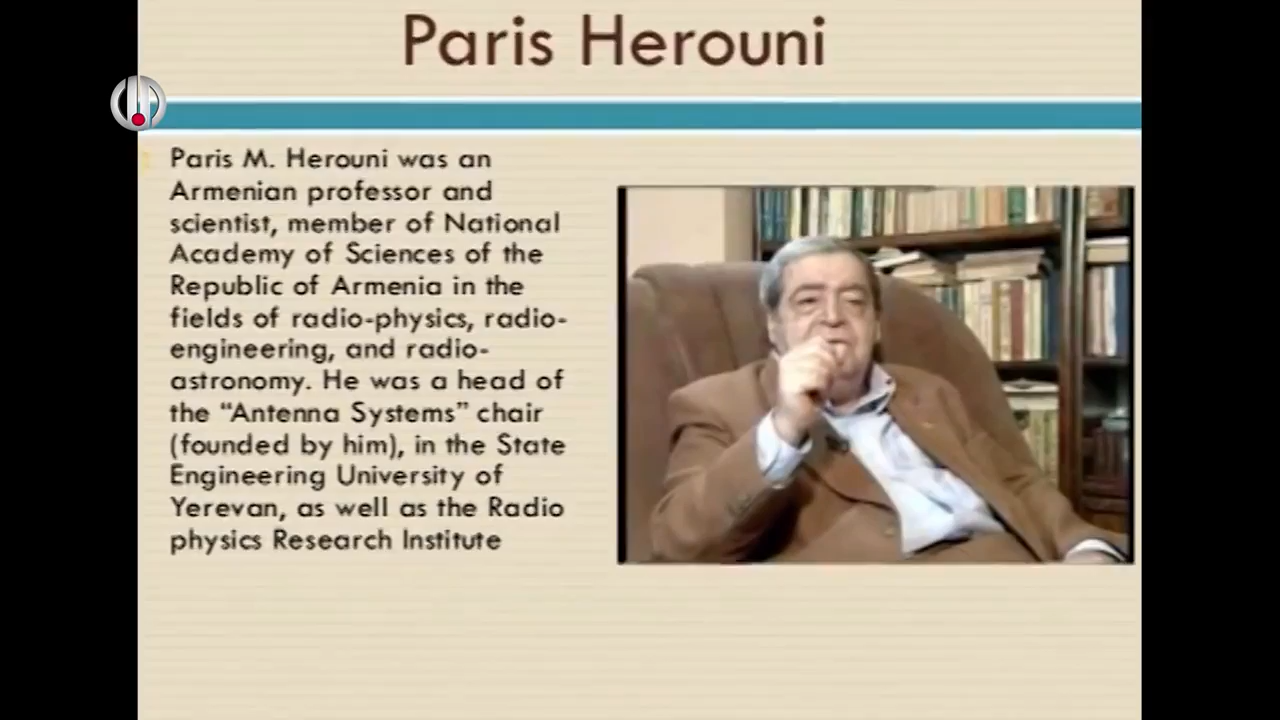 Paris Herouni
Paris M. Herouni was an
Armenian professor and
scientist, member of National
Academy of Sciences of the
Republic of Armenia in the
fields of radio-physics, radio-
engineering, and radio-
astronomy. He was a head of
the “Antenna Systems” chair
(founded by him), in the State
Engineering University of
Yerevan, as well as the Radio
physics Research Institute